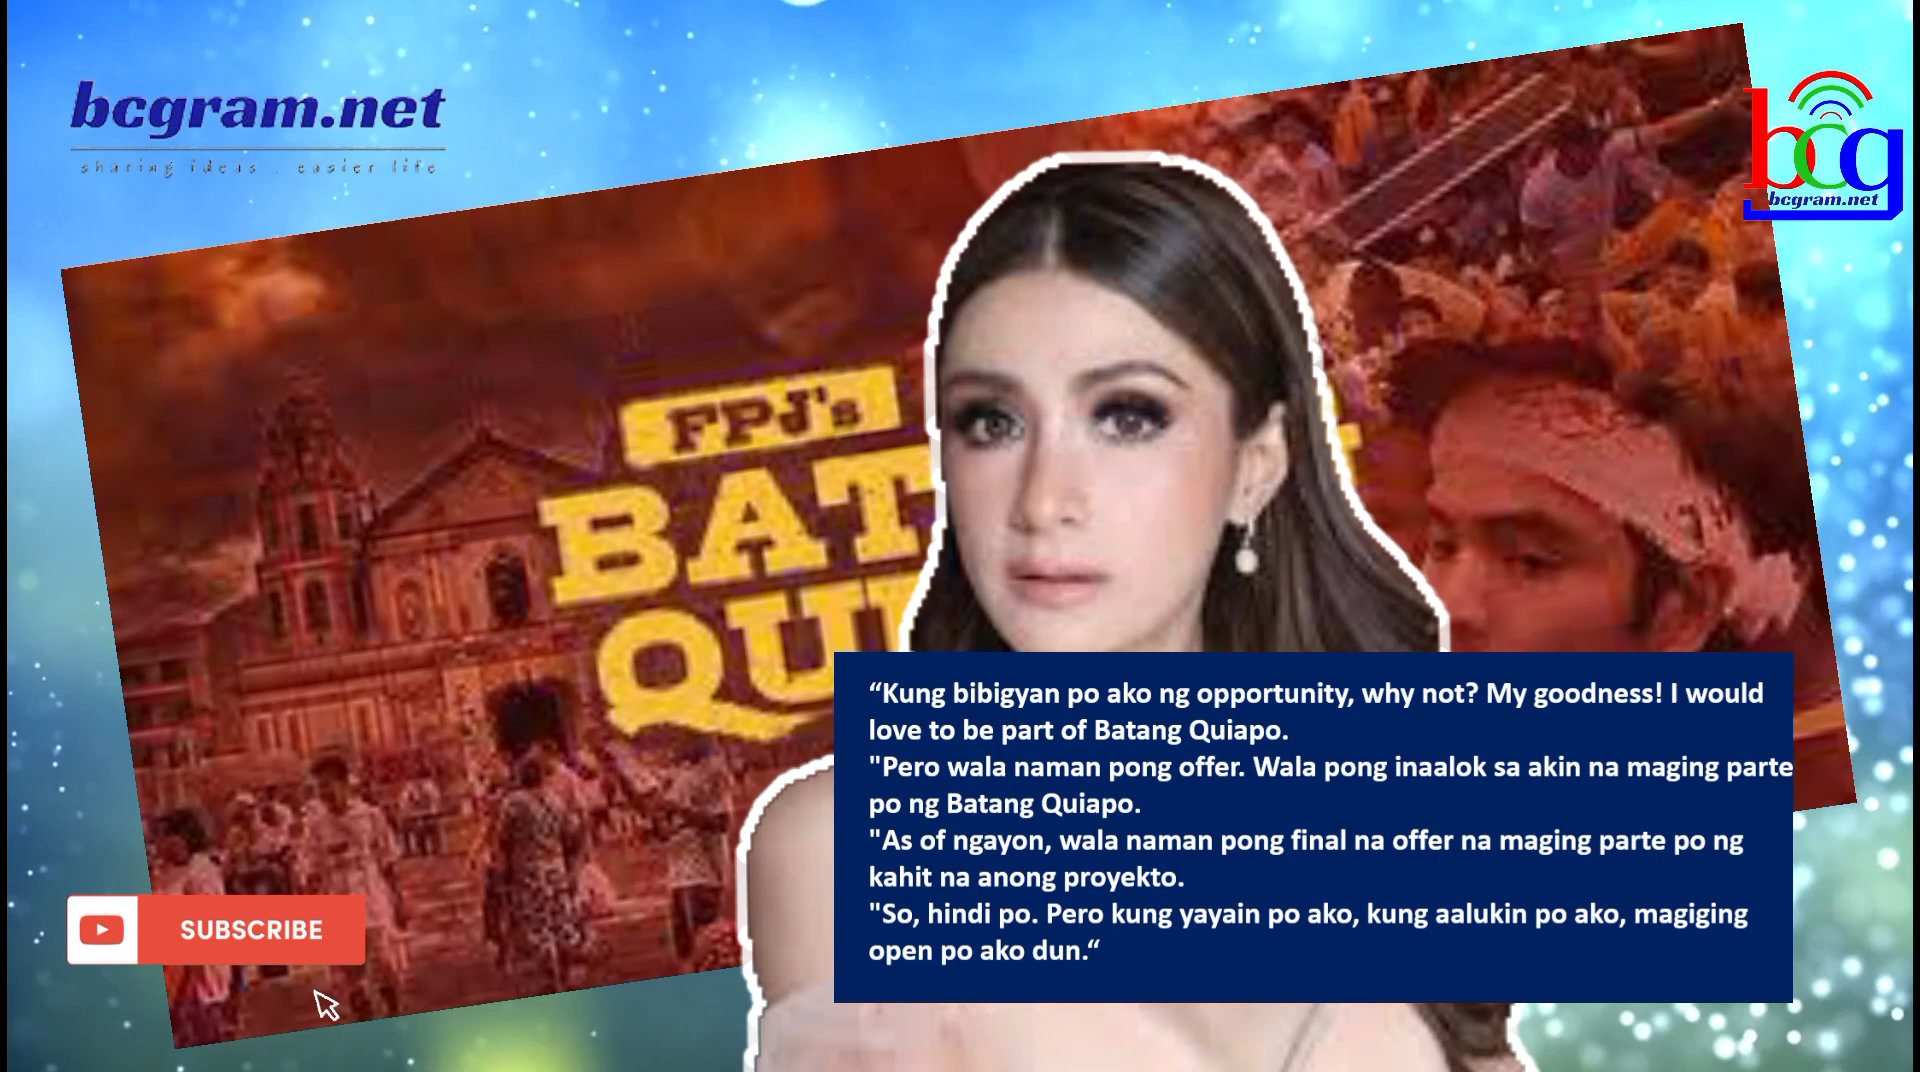 bcgram.net
sharing ideas . easier life
bcg
bcgram.net
FPJ's
BAT
QUI
“Kung bibigyan po ako ng opportunity, why not? My goodness! I would
love to be part of Batang Quiapo.
"Pero wala naman pong offer. Wala pong inaalok sa akin na maging parte
po ng Batang Quiapo.
"As of ngayon, wala naman pong final na offer na maging parte po ng
kahit na anong proyekto.
"So, hindi po. Pero kung yayain po ako, kung aalukin po ako, magiging
open po ako dun.“
SUBSCRIBE